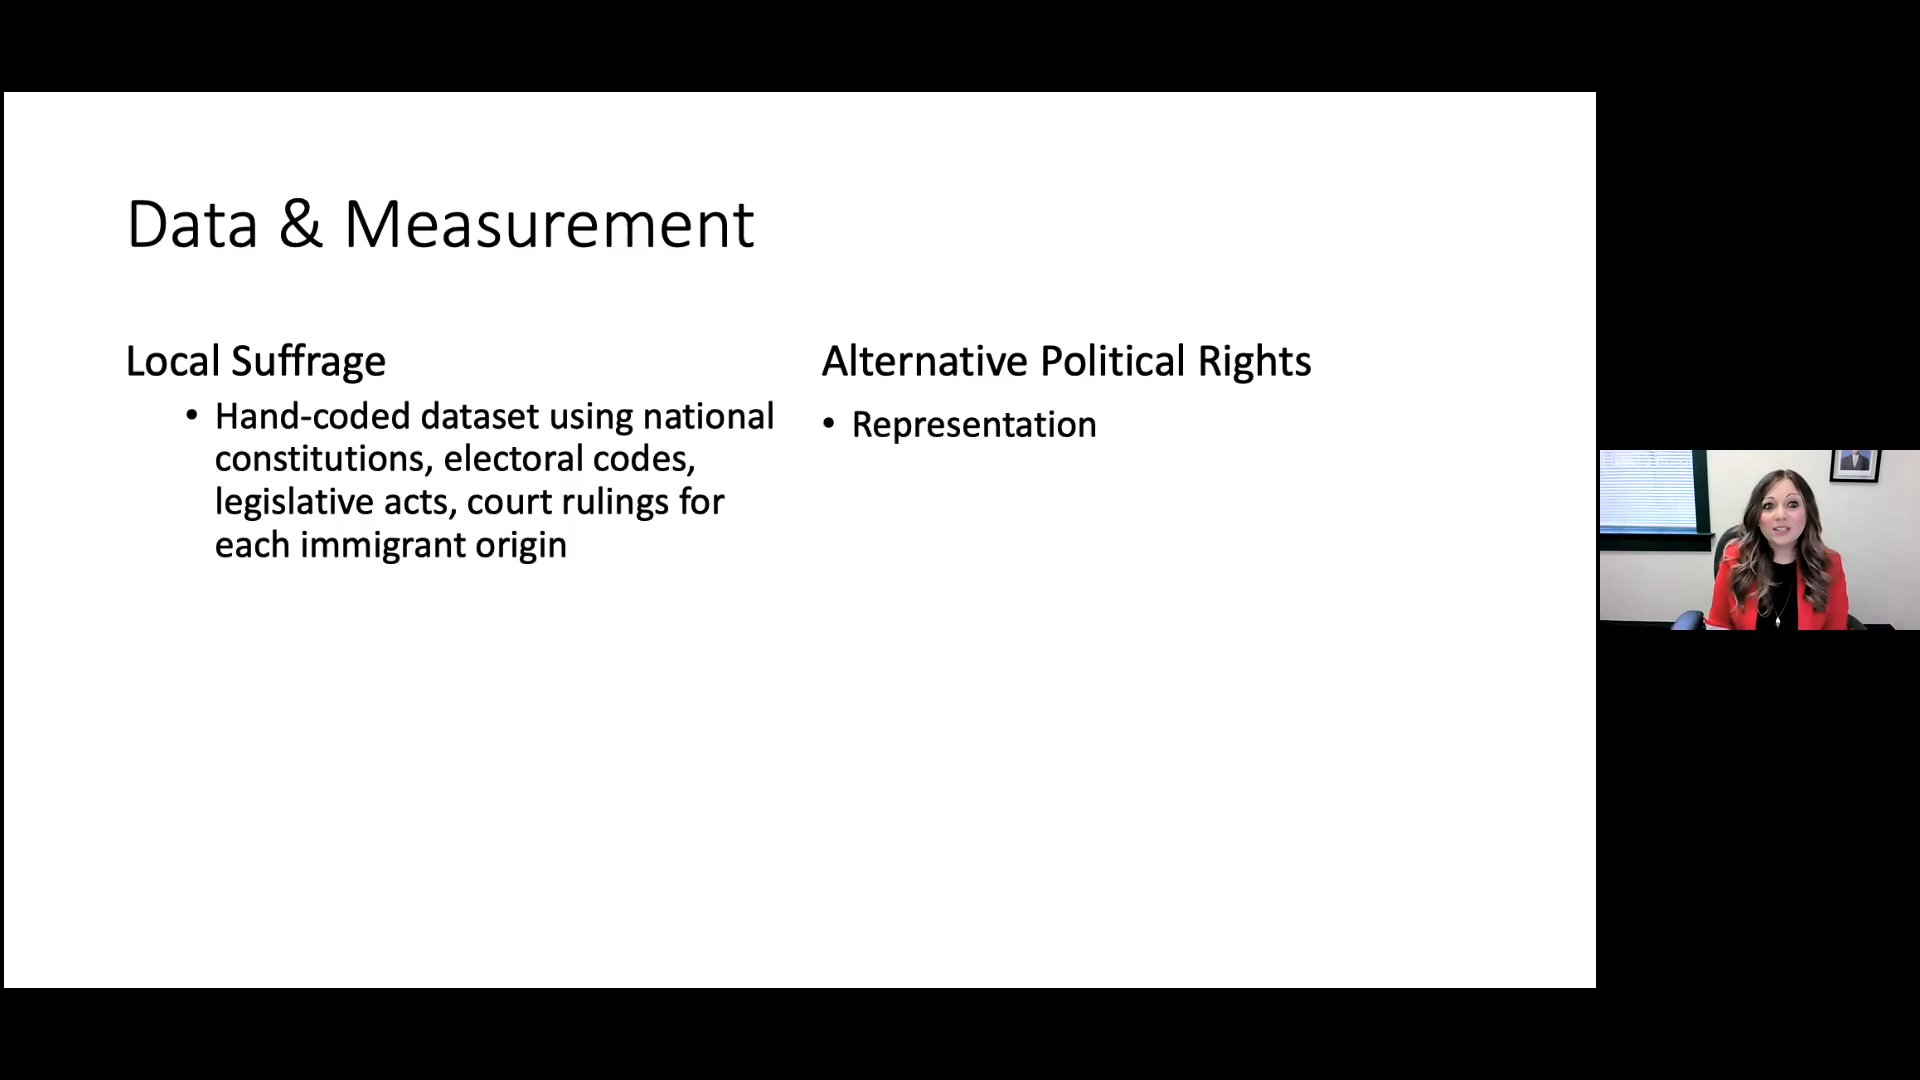 Data & Measurement
Local Suffrage
• Hand-coded dataset using national
constitutions, electoral codes,
legislative acts, court rulings for
each immigrant origin
Alternative Political Rights
• Representation